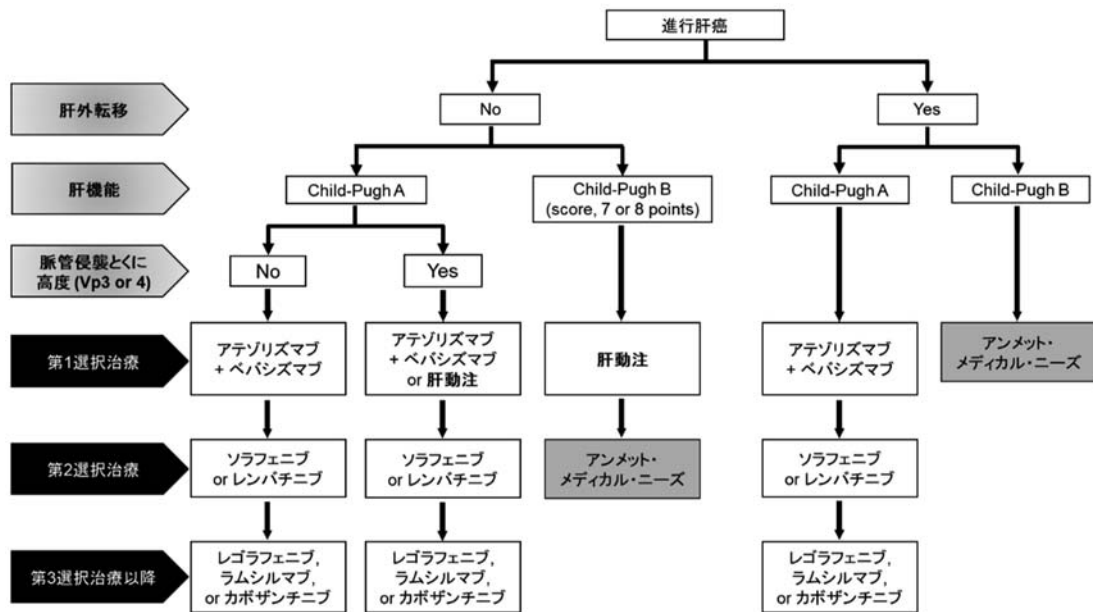 進行肝癌
肝外転移
No
Yes
肝機能
Child-Pugh A
Child-Pugh B
(score, 7 or 8 points)
Child-Pugh A
Child-Pugh B
脈管侵襲とくに
高度 (Vp3 or 4)
No
Yes
第1選択治療
アテゾリズマブ
+ ベバシズマブ
アテゾリズマブ
+ ベバシズマブ
or 肝動注
肝動注
アテゾリズマブ
+ ベバシズマブ
アンメット・
メディカル・ニーズ
第2選択治療
ソラフェニブ
or レンバチニブ
ソラフェニブ
or レンバチニブ
アンメット・
メディカル・ニーズ
ソラフェニブ
or レンバチニブ
第3選択治療以降
レゴラフェニブ,
ラムシルマブ,
or カボザンチニブ
レゴラフェニブ,
ラムシルマブ,
or カボザンチニブ
レゴラフェニブ,
ラムシルマブ,
or カボザンチニブ